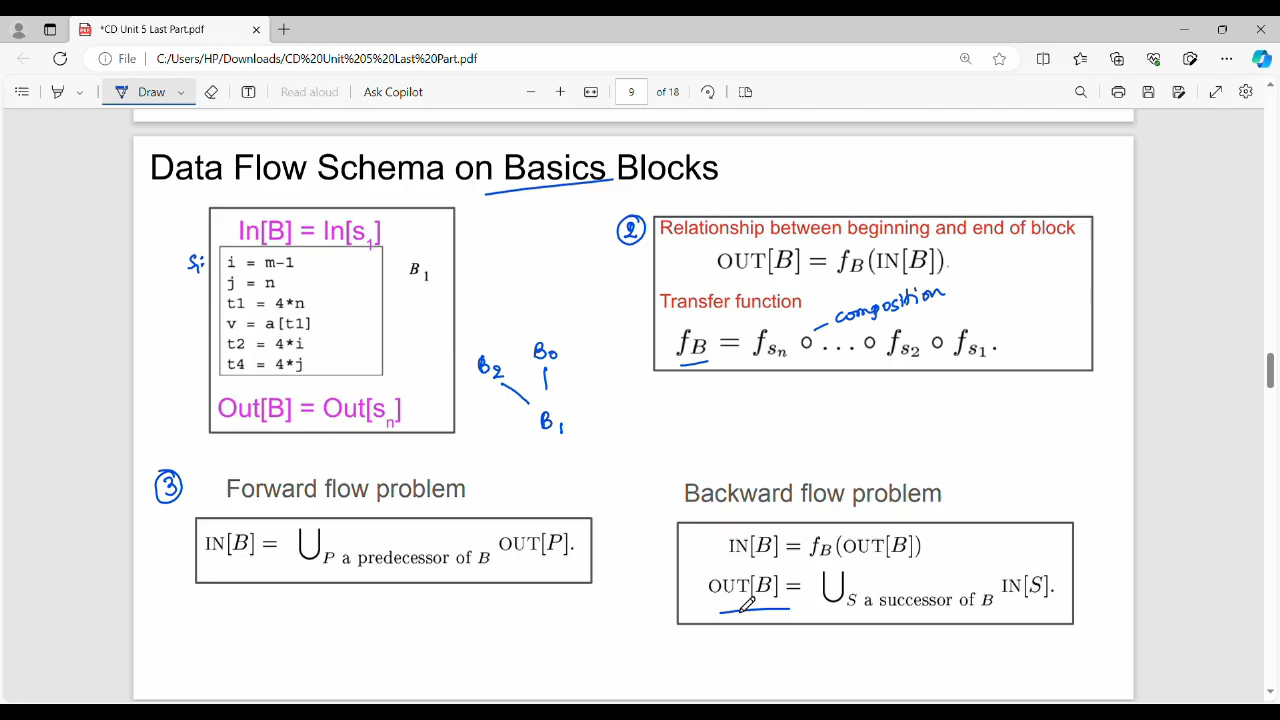 *CD Unit 5 Last Part.pdf
File
C:/Users/HP/Downloads/CD%20Unit%205%20Last%20Part.pdf
Draw
Read aloud
Ask Copilot
9
of 18
Data Flow Schema on Basics Blocks
In[B] = In[s1]
Si:
i = m-1
j = n
t1 = 4*n
v = a[t1]
t2 = 4*i
t4 = 4*j
B1
Out[B] = Out[sn]
B2
B0
B1
2
Relationship between beginning and end of block
OUT[B] = fB(IN[B]).
Transfer function
composition
fB = fsn ∘ . . . ∘ fs2 ∘ fs1.
3
Forward flow problem
IN[B] = ⋃P a predecessor of B OUT[P].
Backward flow problem
IN[B] = fB(OUT[B])
OUT[B] = ⋃S a successor of B IN[S].